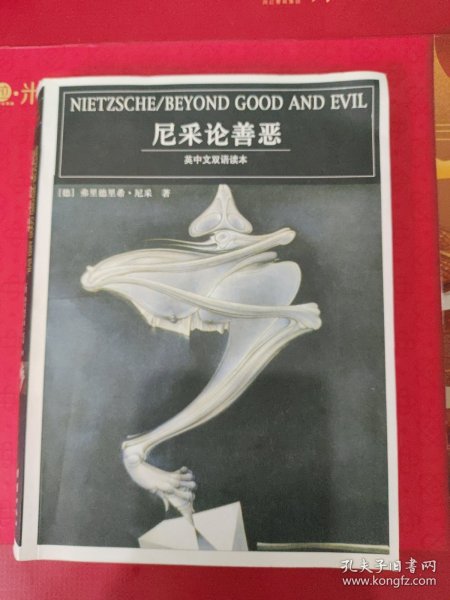 米
NIETZSCHE/BEYOND GOOD AND EVIL
尼采论善恶
英中文双语读本
[德] 弗里德里希·尼采 著
孔夫子旧书网
www.kongfz.com